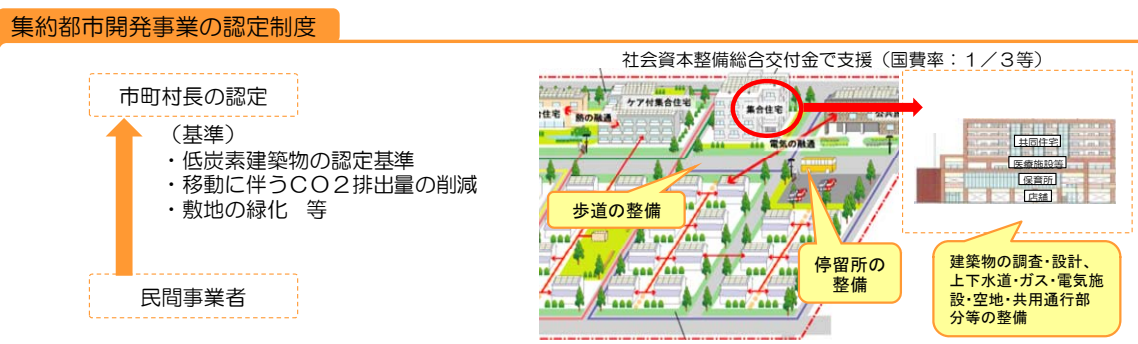 集約都市開発事業の認定制度
市町村長の認定
（基準）
・低炭素建築物の認定基準
・移動に伴うＣＯ２排出量の削減
・敷地の緑化　等
民間事業者
社会資本整備総合交付金で支援（国費率：１／３等）
住宅
熱の融通
ケア付集合住宅
集合住宅
電気の融通
歩道の整備
停留所の
整備
共同住宅
医療施設等
保育所
店舗
建築物の調査・設計、
上下水道・ガス・電気施
設・空地・共用通行部
分等の整備